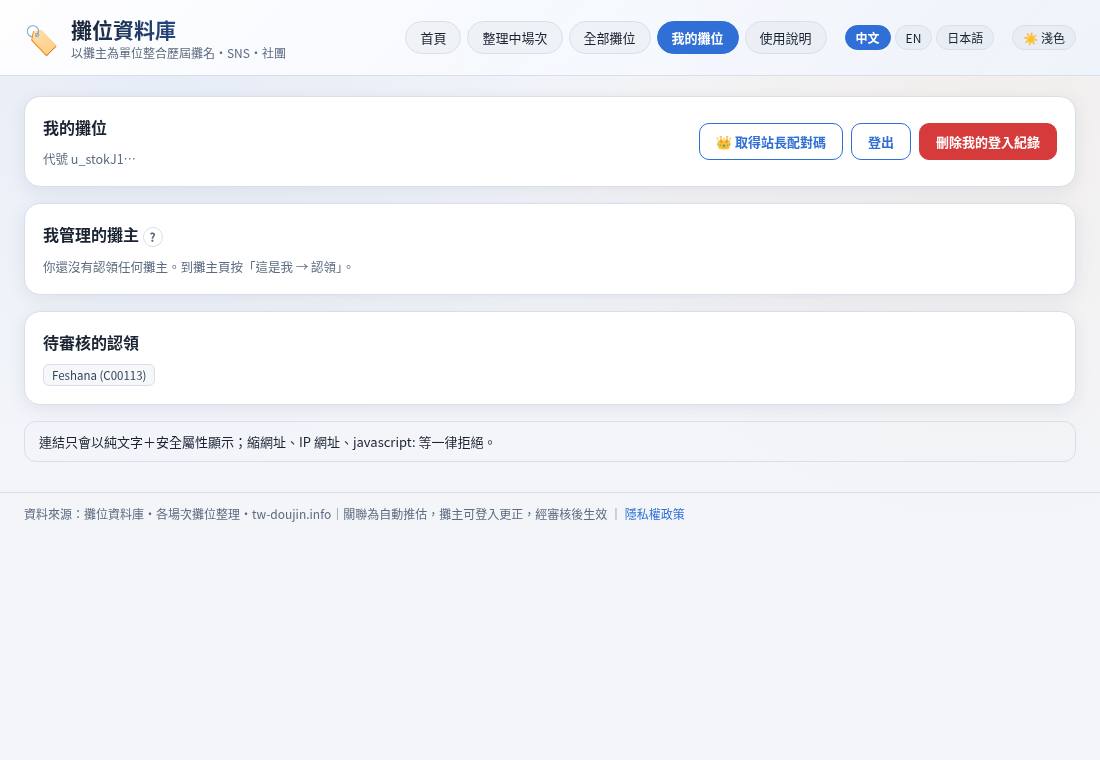 攤位資料庫
以攤主為單位整合歷屆攤名・SNS・社團
首頁
整理中場次
全部攤位
我的攤位
使用說明
中文
EN
日本語
☀️ 淺色
我的攤位
代號 u_stokJ1…
👑 取得站長配對碼
登出
刪除我的登入紀錄
我管理的攤主 ?
你還沒有認領任何攤主。到攤主頁按「這是我 → 認領」。
待審核的認領
Feshana (C00113)
連結只會以純文字＋安全屬性顯示；縮網址、IP 網址、javascript: 等一律拒絕。
資料來源：攤位資料庫・各場次攤位整理・tw-doujin.info｜關聯為自動推估，攤主可登入更正，經審核後生效 ｜ 隱私權政策